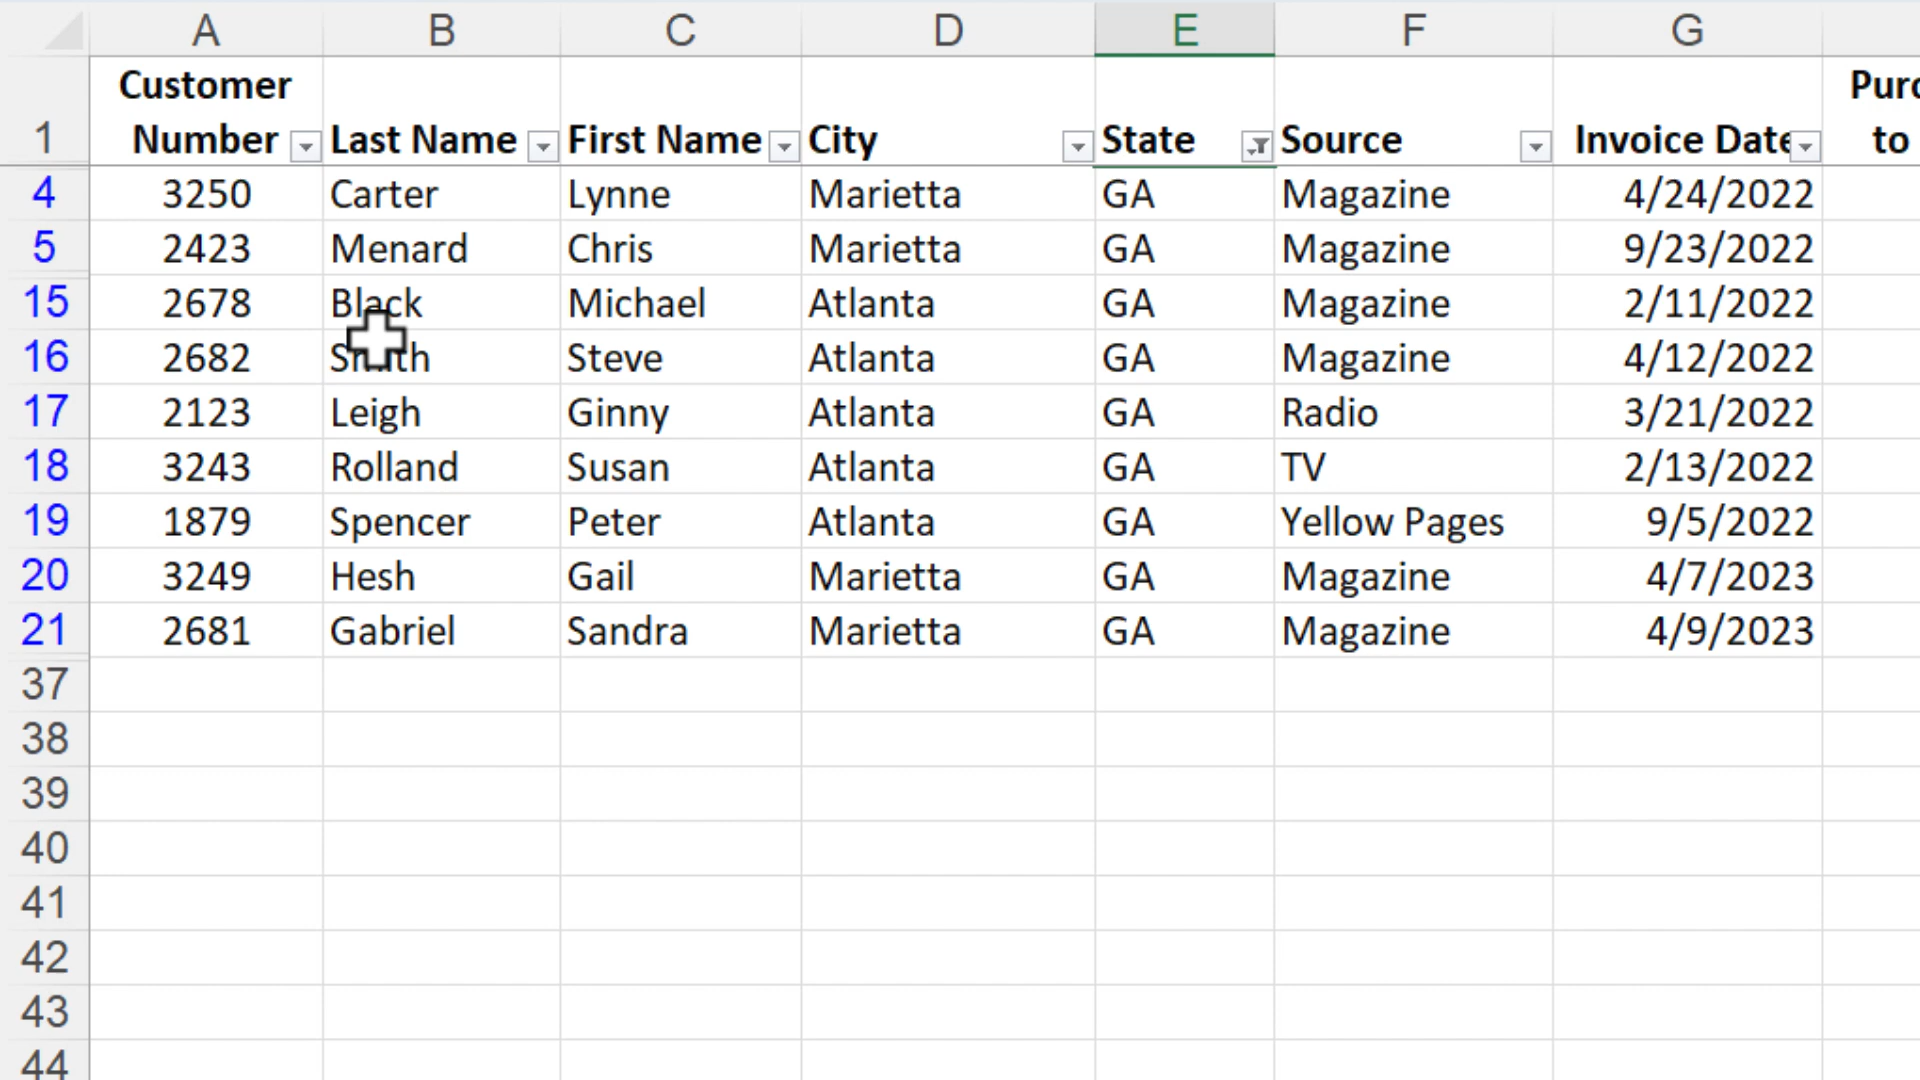 A B C D E F G
Customer Purc
1 Number Last Name First Name City State Source Invoice Date to
4 3250 Carter Lynne Marietta GA Magazine 4/24/2022
5 2423 Menard Chris Marietta GA Magazine 9/23/2022
15 2678 Black Michael Atlanta GA Magazine 2/11/2022
16 2682 Smith Steve Atlanta GA Magazine 4/12/2022
17 2123 Leigh Ginny Atlanta GA Radio 3/21/2022
18 3243 Rolland Susan Atlanta GA TV 2/13/2022
19 1879 Spencer Peter Atlanta GA Yellow Pages 9/5/2022
20 3249 Hesh Gail Marietta GA Magazine 4/7/2023
21 2681 Gabriel Sandra Marietta GA Magazine 4/9/2023
37
38
39
40
41
42
43
44